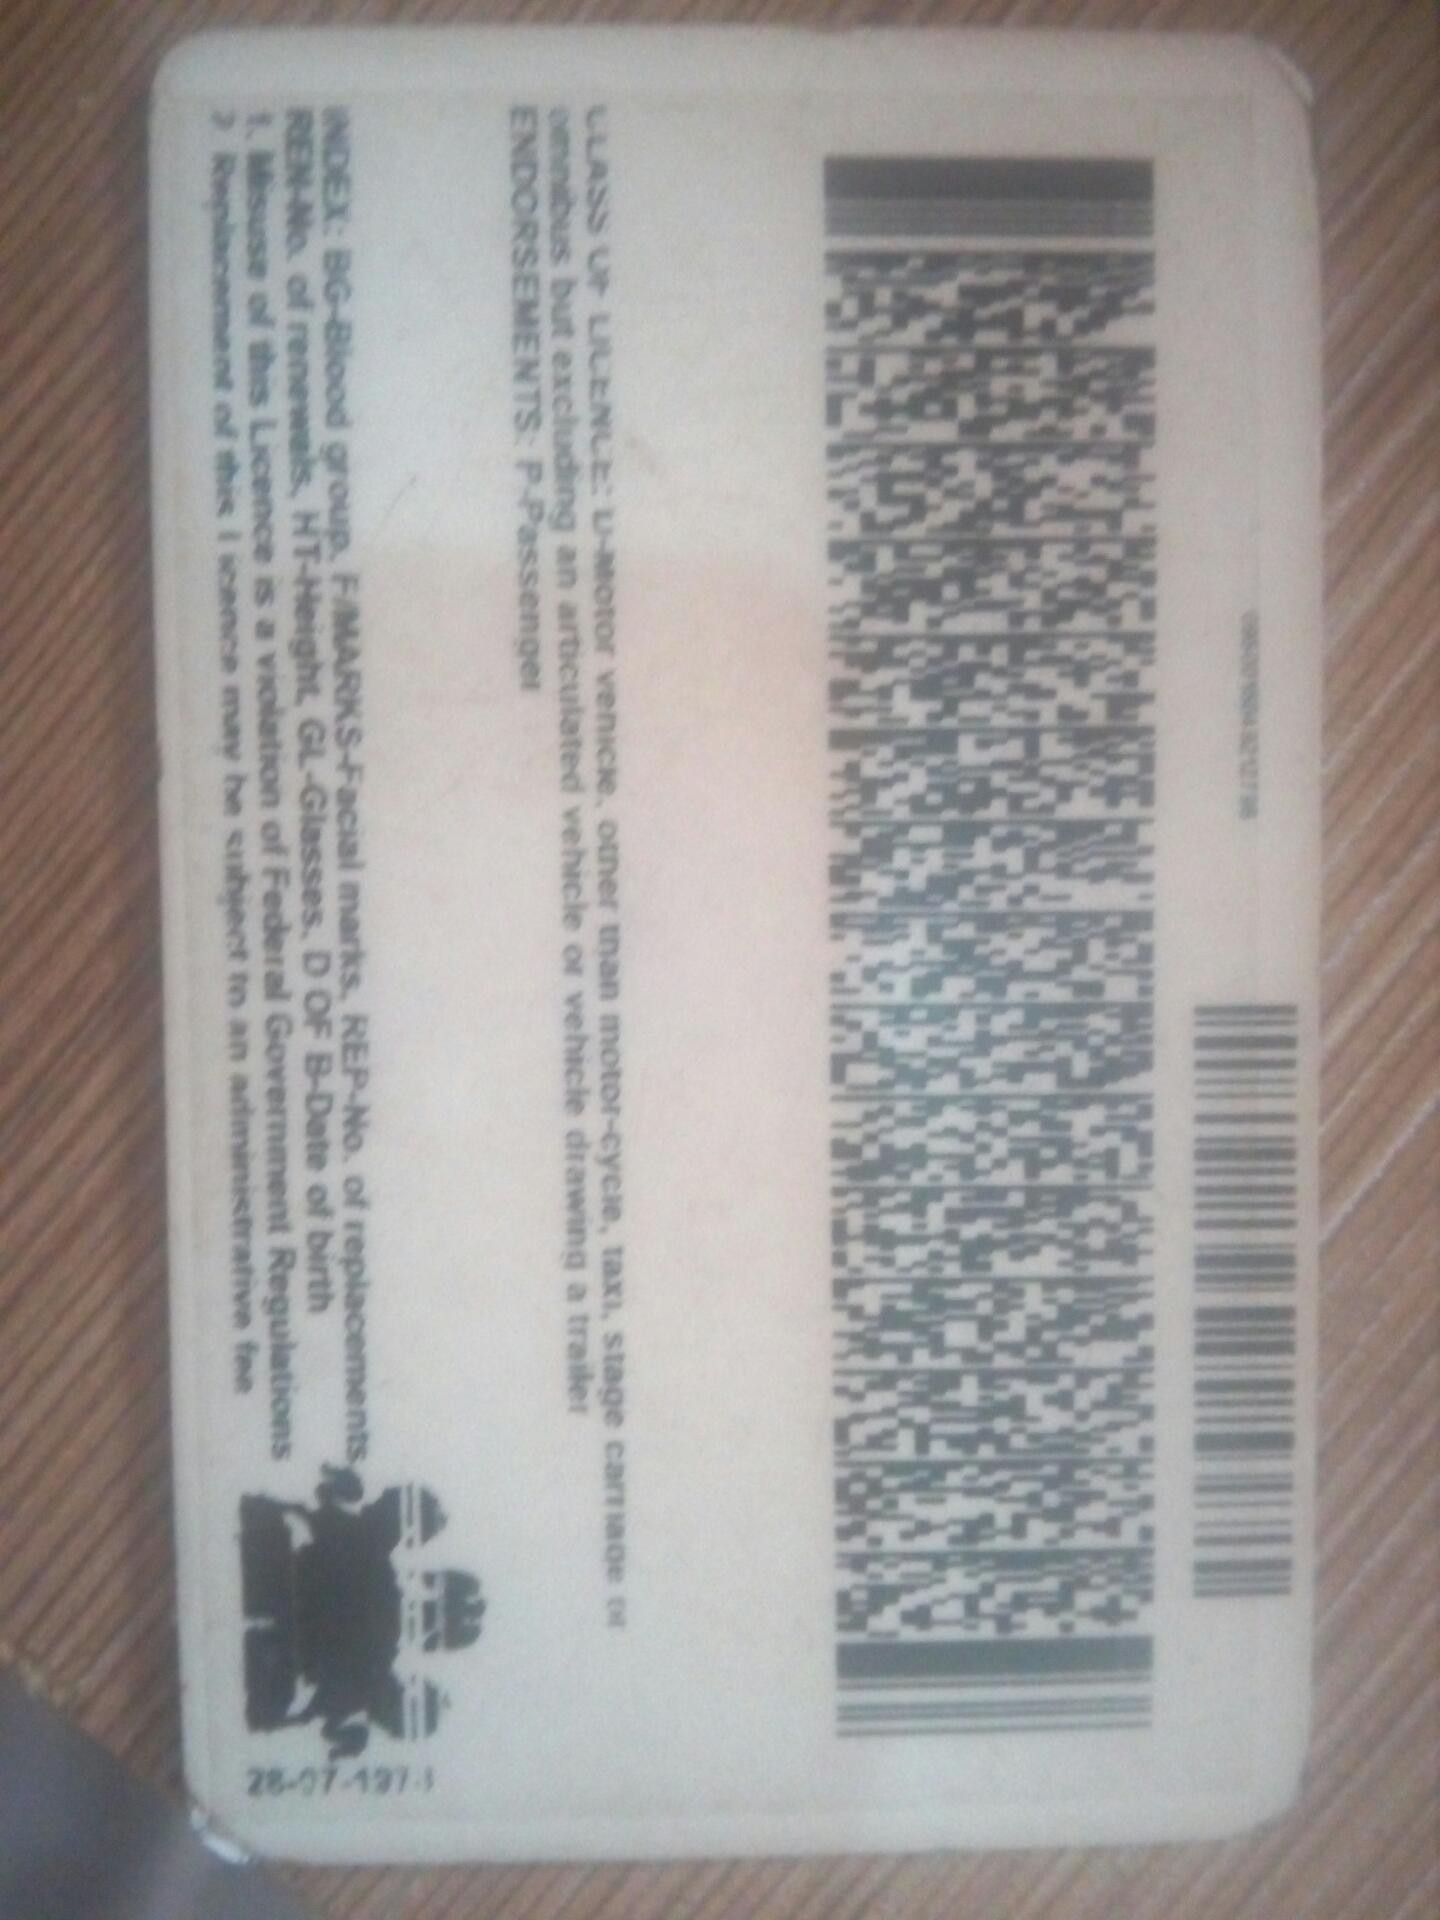 CLASS OF LICENCE: D-Motor vehicle, other than motor-cycle, taxi, stage carriage or
omnibus but excluding an articulated vehicle or vehicle drawing a trailer
ENDORSEMENTS: P-Passenger
INDEX: BG-Blood group, F/MARKS-Facial marks, REP-No. of replacements,
REN-No. of renewals, HT-Height, GL-Glasses, D OF B-Date of birth
1. Misuse of this Licence is a violation of Federal Government Regulations
2 Replacement of this Licence may be subject to an administrative fee
28-07-197